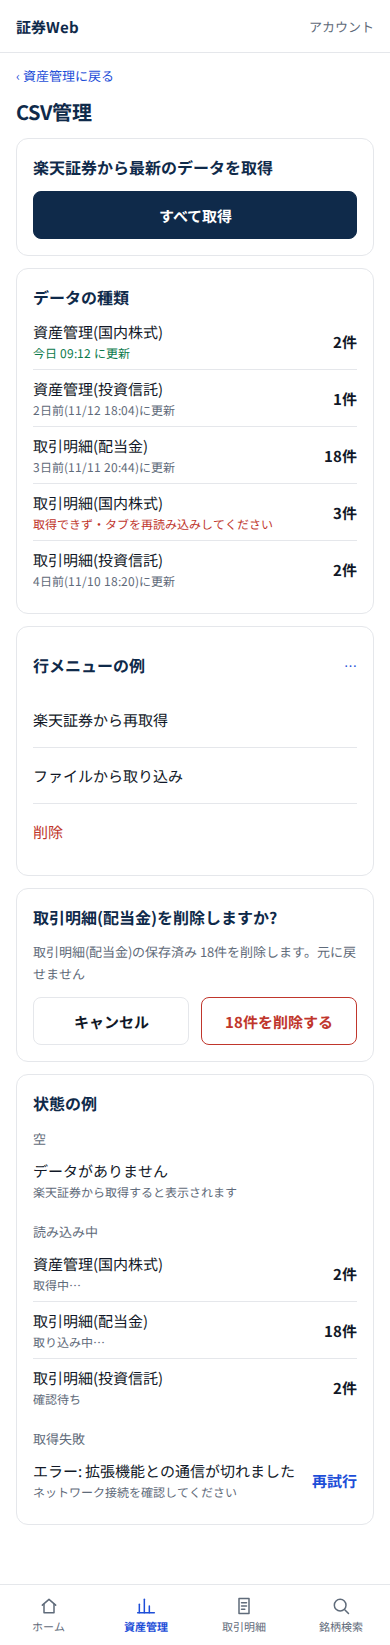 証券Web
アカウント
‹ 資産管理に戻る
CSV管理
楽天証券から最新のデータを取得
すべて取得
データの種類
資産管理(国内株式)
今日 09:12 に更新
2件
資産管理(投資信託)
2日前(11/12 18:04)に更新
1件
取引明細(配当金)
3日前(11/11 20:44)に更新
18件
取引明細(国内株式)
取得できず・タブを再読み込みしてください
3件
取引明細(投資信託)
4日前(11/10 18:20)に更新
2件
行メニューの例
…
楽天証券から再取得
ファイルから取り込み
削除
取引明細(配当金)を削除しますか?
取引明細(配当金)の保存済み 18件を削除します。元に戻
せません
キャンセル
18件を削除する
状態の例
空
データがありません
楽天証券から取得すると表示されます
読み込み中
資産管理(国内株式)
取得中…
2件
取引明細(配当金)
取り込み中…
18件
取引明細(投資信託)
確認待ち
2件
取得失敗
エラー: 拡張機能との通信が切れました
ネットワーク接続を確認してください
再試行
ホーム
資産管理
取引明細
銘柄検索